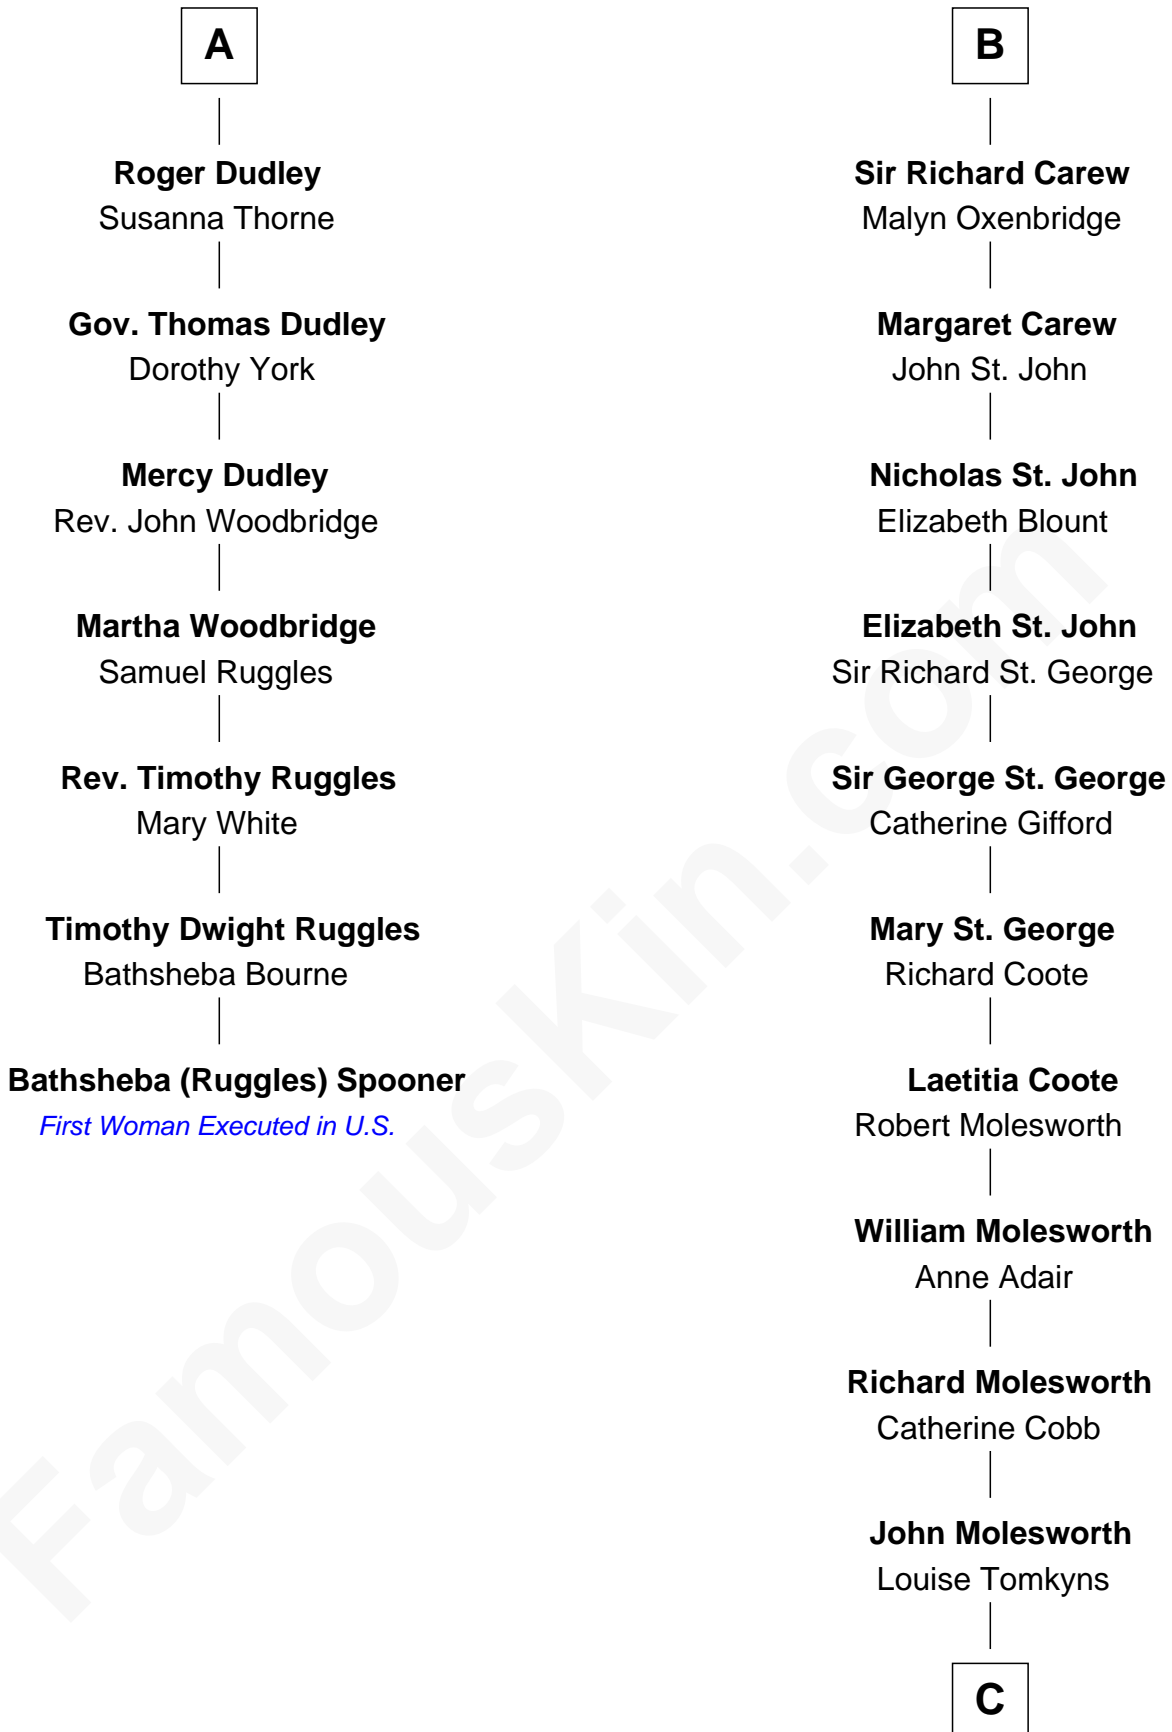 A
Roger Dudley
Susanna Thorne
Gov. Thomas Dudley
Dorothy York
Mercy Dudley
Rev. John Woodbridge
Martha Woodbridge
Samuel Ruggles
Rev. Timothy Ruggles
Mary White
Timothy Dwight Ruggles
Bathsheba Bourne
Bathsheba (Ruggles) Spooner
First Woman Executed in U.S.
B
Sir Richard Carew
Malyn Oxenbridge
Margaret Carew
John St. John
Nicholas St. John
Elizabeth Blount
Elizabeth St. John
Sir Richard St. George
Sir George St. George
Catherine Gifford
Mary St. George
Richard Coote
Laetitia Coote
Robert Molesworth
William Molesworth
Anne Adair
Richard Molesworth
Catherine Cobb
John Molesworth
Louise Tomkyns
C
FamousKin.com